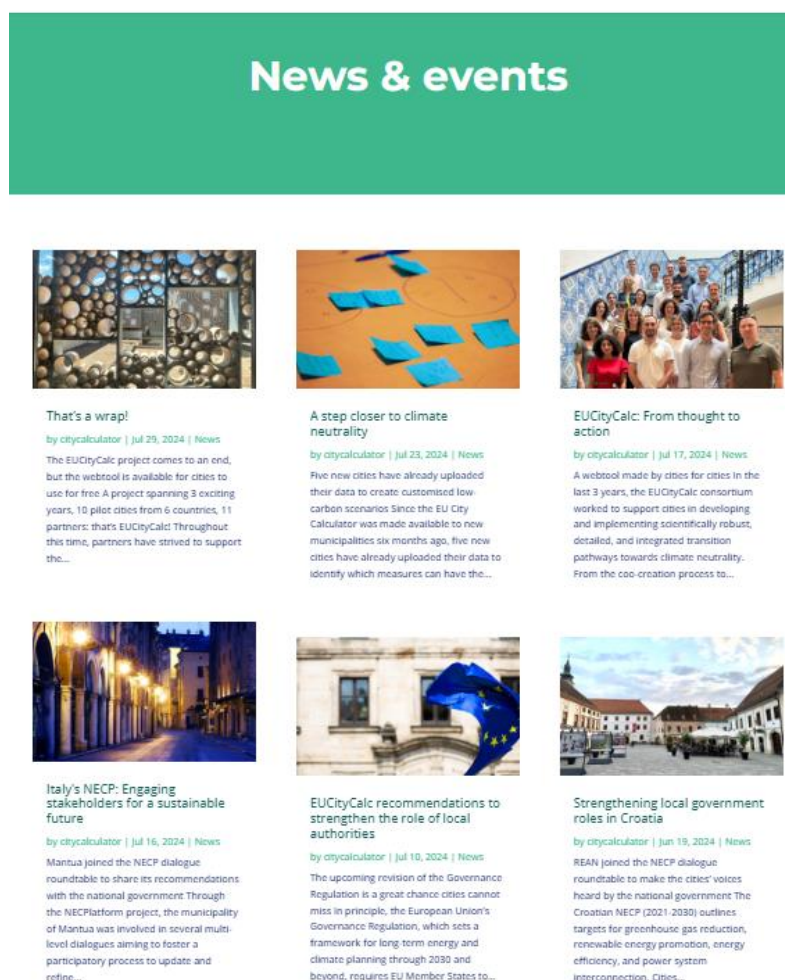 News & events
That's a wrap!
by citycalculator | Jul 29, 2024 | News
The EUCityCalc project comes to an end,
but the webtool is available for cities to
use for free A project spanning 3 exciting
years, 10 pilot cities from 6 countries, 11
partners: that's EUCityCalc! Throughout
this time, partners have strived to support
the...
A step closer to climate
neutrality
by citycalculator | Jul 23, 2024 | News
Five new cities have already uploaded
their data to create customised low-
carbon scenarios Since the EU City
Calculator was made available to new
municipalities six months ago, five new
cities have already uploaded their data to
identify which measures can have the...
EUCityCalc: From thought to
action
by citycalculator | Jul 17, 2024 | News
A webtool made by cities for cities In the
last 3 years, the EUCityCalc consortium
worked to support cities in developing
and implementing scientifically robust,
detailed, and integrated transition
pathways towards climate neutrality.
From the coo-creation process to...
Italy's NECP: Engaging
stakeholders for a sustainable
future
by citycalculator | Jul 16, 2024 | News
Mantua joined the NECP dialogue
roundtable to share its recommendations
with the national government Through
the NECPlatform project, the municipality
of Mantua was involved in several multi-
level dialogues aiming to foster a
participatory process to update and
refine...
EUCityCalc recommendations to
strengthen the role of local
authorities
by citycalculator | Jul 10, 2024 | News
The upcoming revision of the Governance
Regulation is a great chance cities cannot
miss in principle, the European Union's
Governance Regulation, which sets a
framework for long-term energy and
climate planning through 2030 and
beyond, requires EU Member States to...
Strengthening local government
roles in Croatia
by citycalculator | Jun 19, 2024 | News
REAN joined the NECP dialogue
roundtable to make the cities' voices
heard by the national government The
Croatian NECP (2021-2030) outlines
targets for greenhouse gas reduction,
renewable energy promotion, energy
efficiency, and power system
interconnection. Cities...